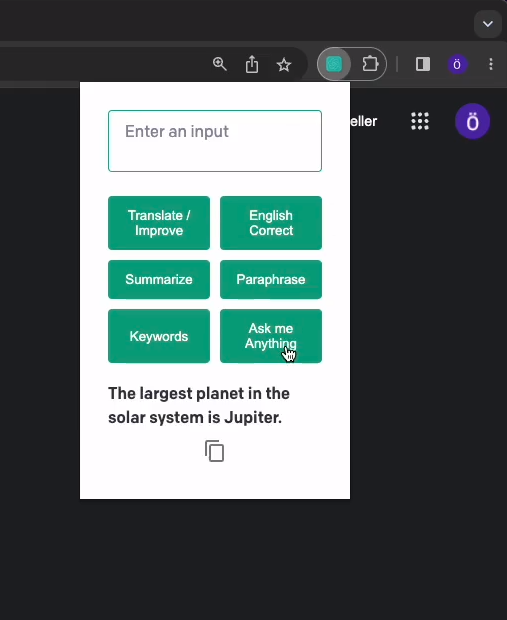 ö
eller
Ö
Enter an input
Translate /
Improve
English
Correct
Summarize
Paraphrase
Keywords
Ask me
Anything
The largest planet in the
solar system is Jupiter.